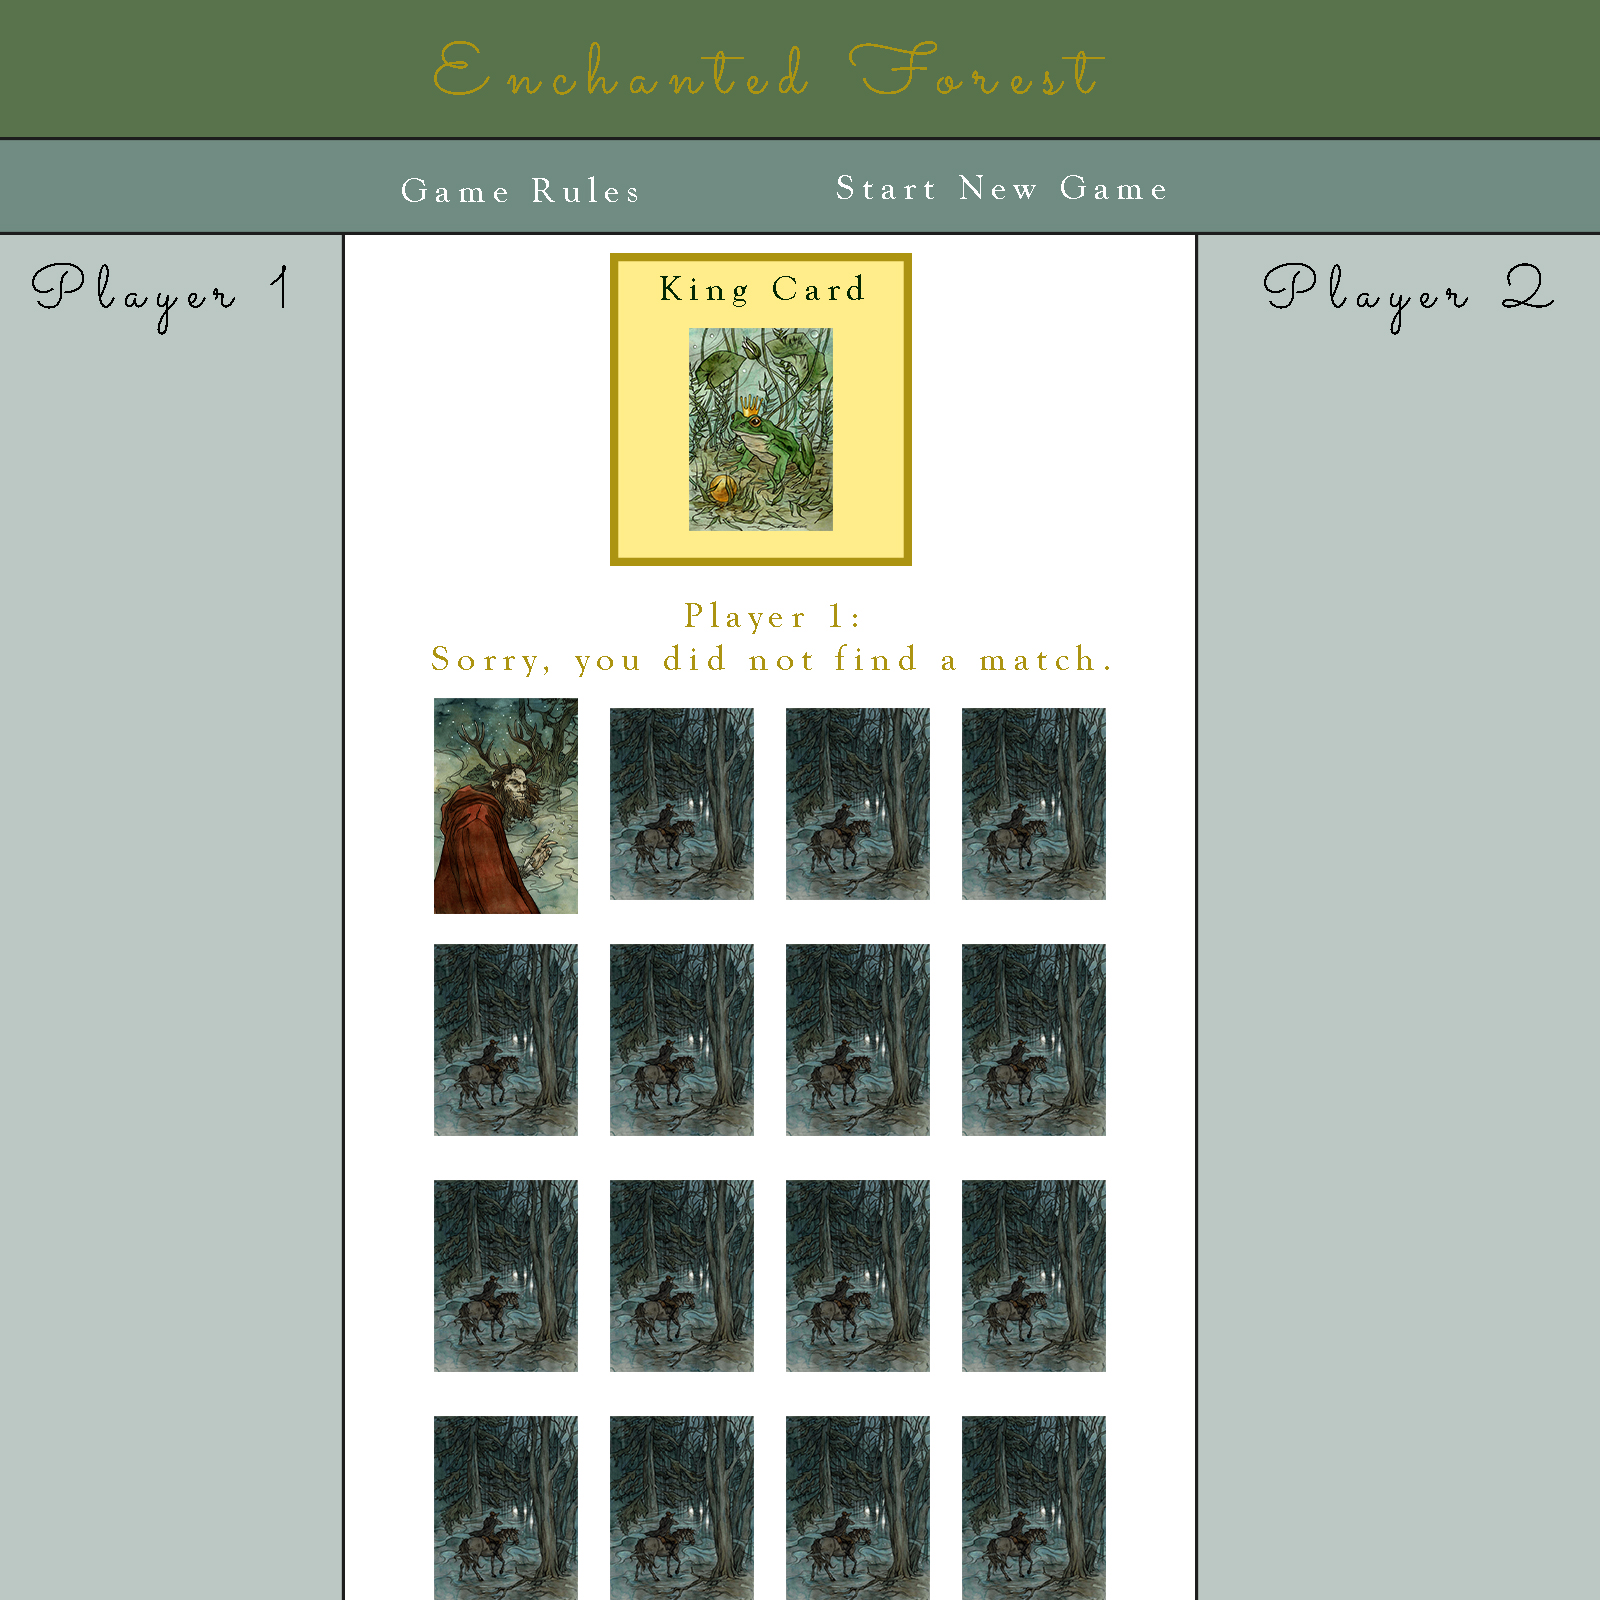 Enchanted Forest
Game Rules
Start New Game
Player 1
King Card
Player 2
Player 1:
Sorry, you did not find a match.